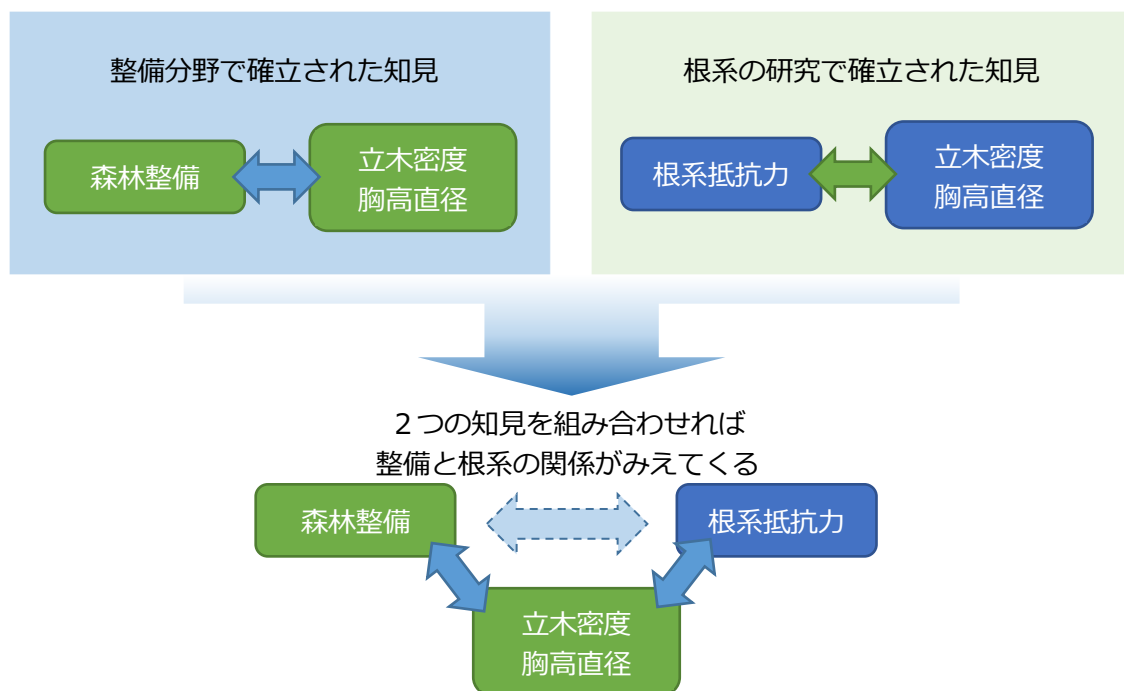 整備分野で確立された知見
森林整備
立木密度
胸高直径
根系の研究で確立された知見
根系抵抗力
立木密度
胸高直径
２つの知見を組み合わせれば
整備と根系の関係がみえてくる
森林整備
根系抵抗力
立木密度
胸高直径